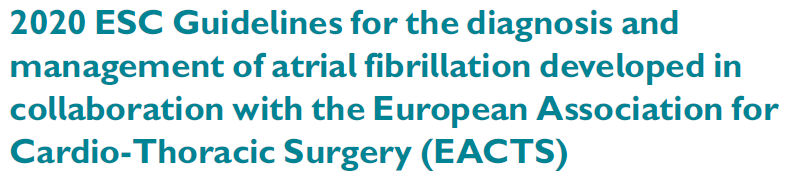 2020 ESC Guidelines for the diagnosis and
management of atrial fibrillation developed in
collaboration with the European Association for
Cardio-Thoracic Surgery (EACTS)